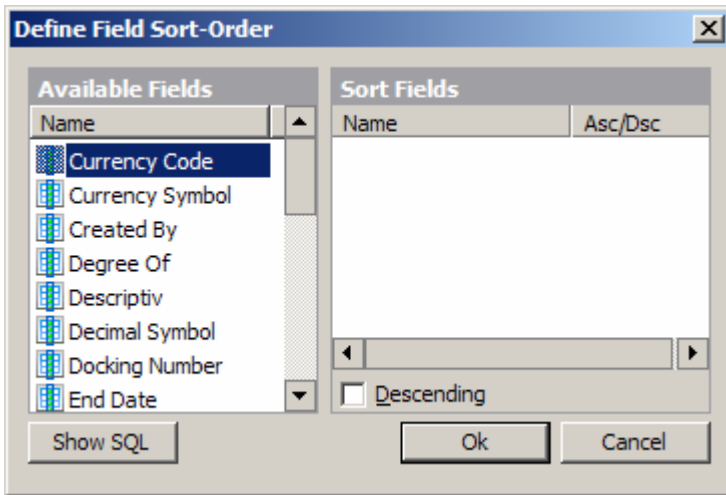 Define Field Sort-Order
Available Fields
Name
Currency Code
Currency Symbol
Created By
Degree Of
Descriptiv
Decimal Symbol
Docking Number
End Date
Sort Fields
Name Asc/Dsc
Descending
Show SQL
Ok
Cancel